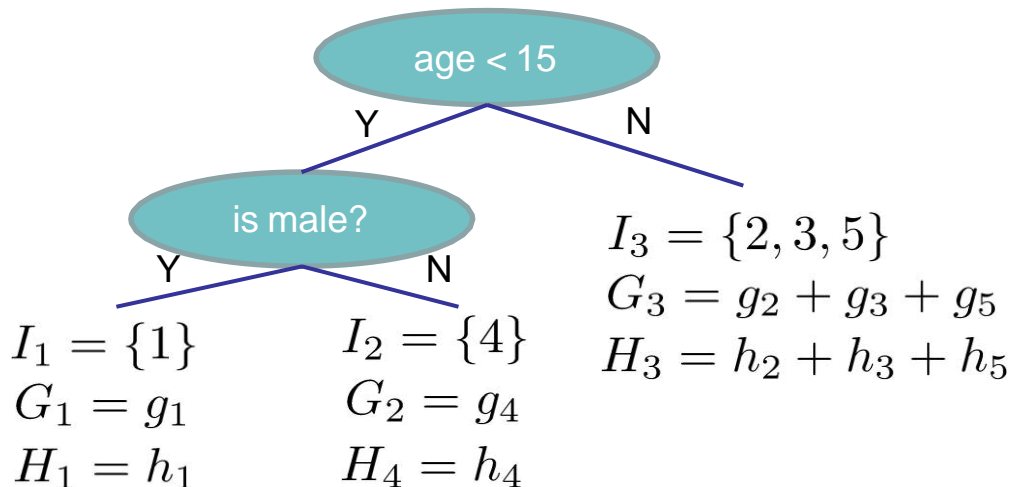 age < 15
Y
N
is male?
Y
N
I₁ = {1}
G₁ = g₁
H₁ = h₁
I₂ = {4}
G₂ = g₄
H₄ = h₄
I₃ = {2, 3, 5}
G₃ = g₂ + g₃ + g₅
H₃ = h₂ + h₃ + h₅